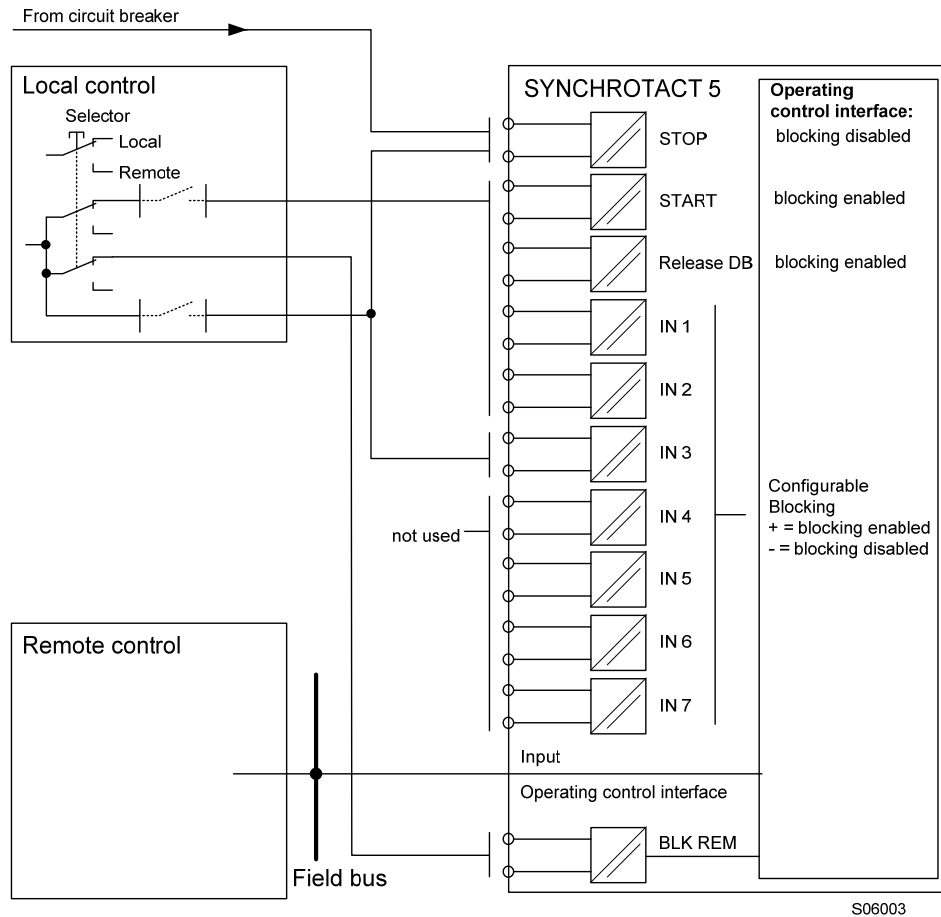 From circuit breaker
Local control
Selector
Local
Remote
SYNCHROTACT 5
Operating
control interface:
STOP
blocking disabled
START
blocking enabled
Release DB
blocking enabled
IN 1
IN 2
IN 3
IN 4
IN 5
IN 6
IN 7
not used
Configurable
Blocking
+ = blocking enabled
- = blocking disabled
Remote control
Field bus
Input
Operating control interface
BLK REM
S06003